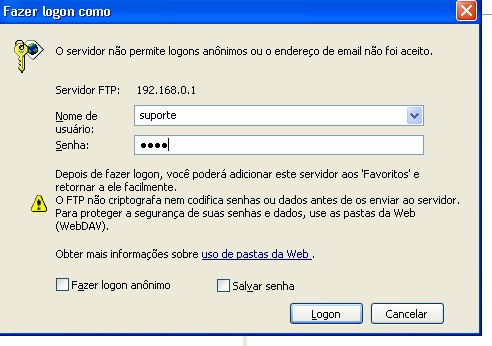 Fazer logon como
O servidor não permite logons anônimos ou o endereço de email não foi aceito.
Servidor FTP: 192.168.0.1
Nome de usuário: suporte
Senha: ●●●●
Depois de fazer logon, você poderá adicionar este servidor aos 'Favoritos' e
retornar a ele facilmente.
O FTP não criptografa nem codifica senhas ou dados antes de os enviar ao servidor.
Para proteger a segurança de suas senhas e dados, use as pastas da Web
(WebDAV).
Obter mais informações sobre uso de pastas da Web .
Fazer logon anônimo Salvar senha
Logon Cancelar